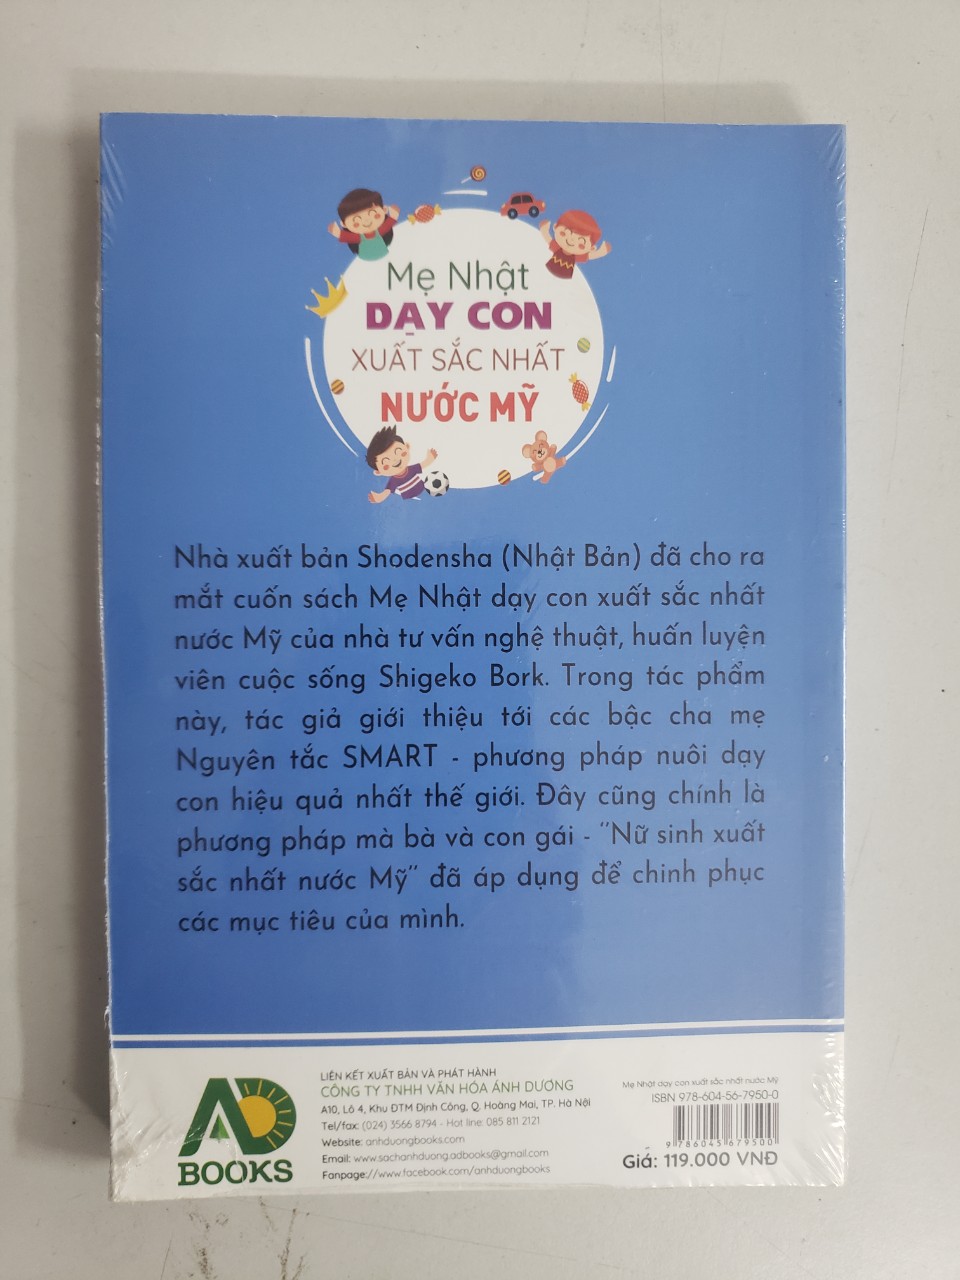 Mẹ Nhật
DẠY CON
XUẤT SẮC NHẤT
NƯỚC MỸ
Nhà xuất bản Shodensha (Nhật Bản) đã cho ra
mắt cuốn sách Mẹ Nhật dạy con xuất sắc nhất
nước Mỹ của nhà tư vấn nghệ thuật, huấn luyện
viên cuộc sống Shigeko Bork. Trong tác phẩm
này, tác giả giới thiệu tới các bậc cha mẹ
Nguyên tắc SMART - phương pháp nuôi dạy
con hiệu quả nhất thế giới. Đây cũng chính là
phương pháp mà bà và con gái - "Nữ sinh xuất
sắc nhất nước Mỹ" đã áp dụng để chinh phục
các mục tiêu của mình.
AD
BOOKS
LIÊN KẾT XUẤT BẢN VÀ PHÁT HÀNH
CÔNG TY TNHH VĂN HÓA ÁNH DƯƠNG
A10, Lô 4, Khu ĐTM Định Công, Q. Hoàng Mai, TP. Hà Nội
Tel/fax: (024) 3566 8794 - Hot line: 085 811 2121
Website: anhduongbooks.com
Email: www.sachanhduong.adbooks@gmail.com
Fanpage://www.facebook.com/anhduongbooks
Mẹ Nhật dạy con xuất sắc nhất nước Mỹ
ISBN 978-604-56-7950-0
9 786045 679500
Giá: 119.000 VNĐ